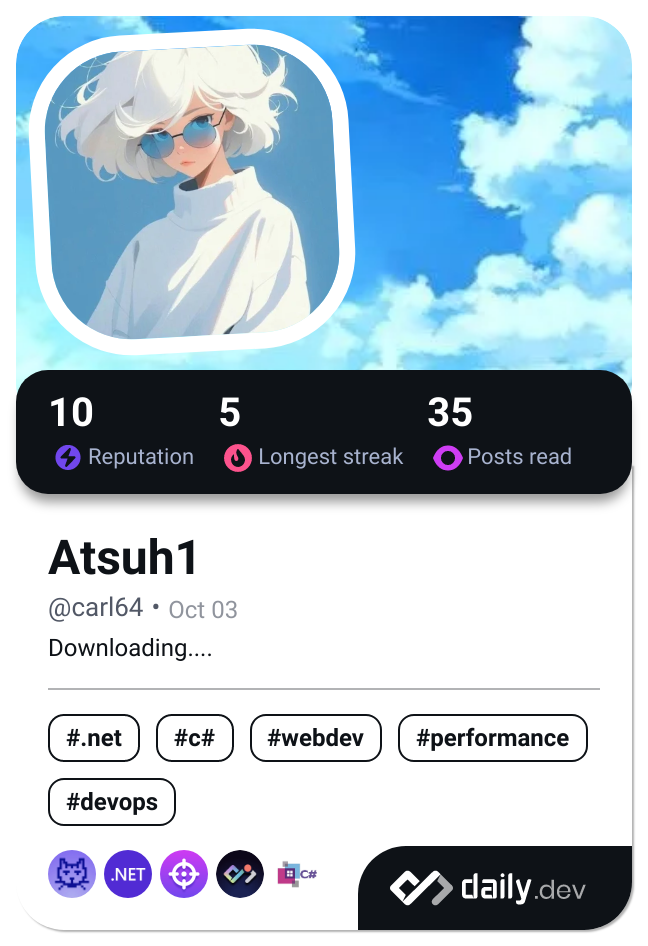 10 5 35
Reputation Longest streak Posts read
Atsuh1
@carl64 • Oct 03
Downloading....
#.net #c# #webdev #performance
#devops
.NET C# daily.dev